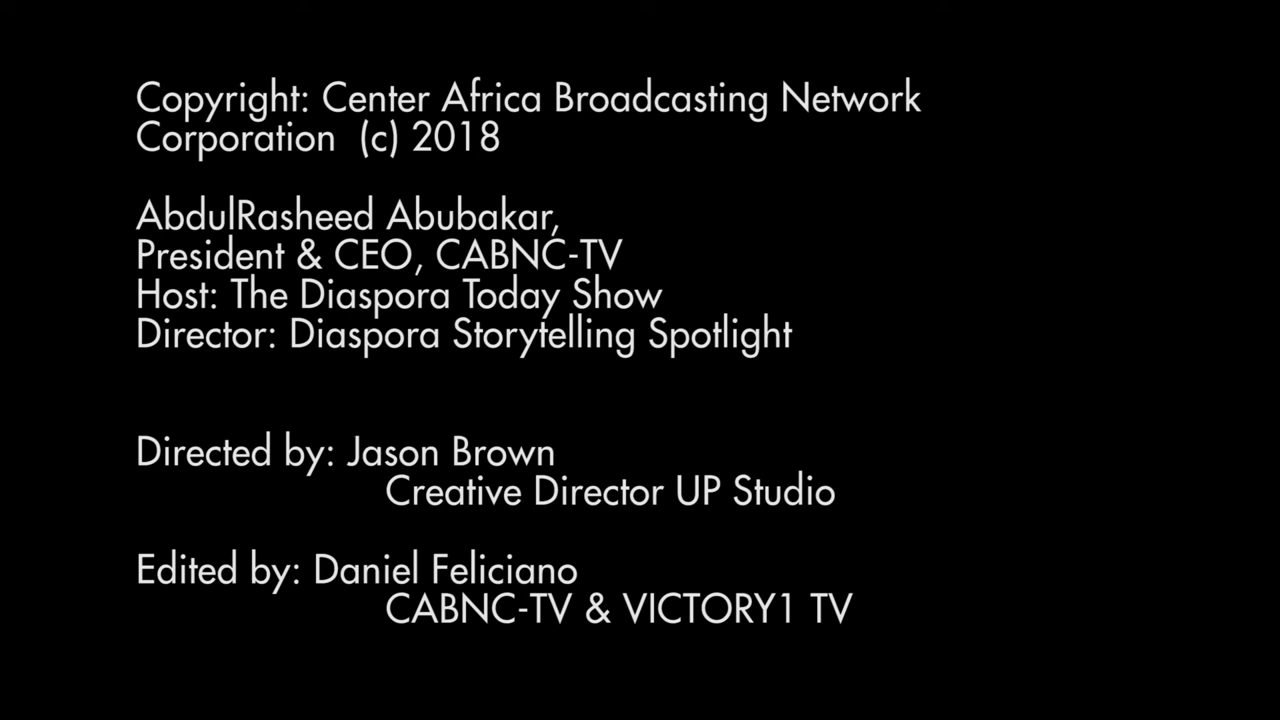 Copyright: Center Africa Broadcasting Network
Corporation (c) 2018
AbdulRasheed Abubakar,
President & CEO, CABNC-TV
Host: The Diaspora Today Show
Director: Diaspora Storytelling Spotlight
Directed by: Jason Brown
Creative Director UP Studio
Edited by: Daniel Feliciano
CABNC-TV & VICTORY1 TV